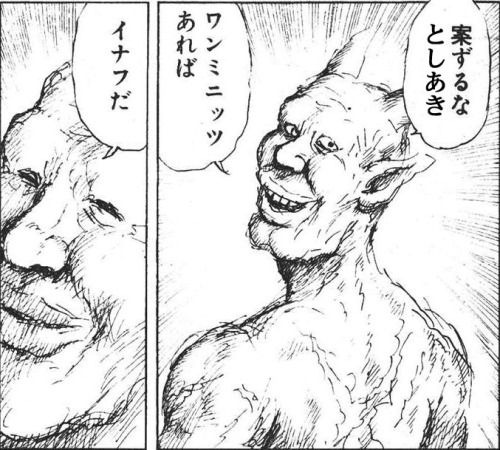 案ずるな
としあき
ワンミニッツ
あれば
イナフだ